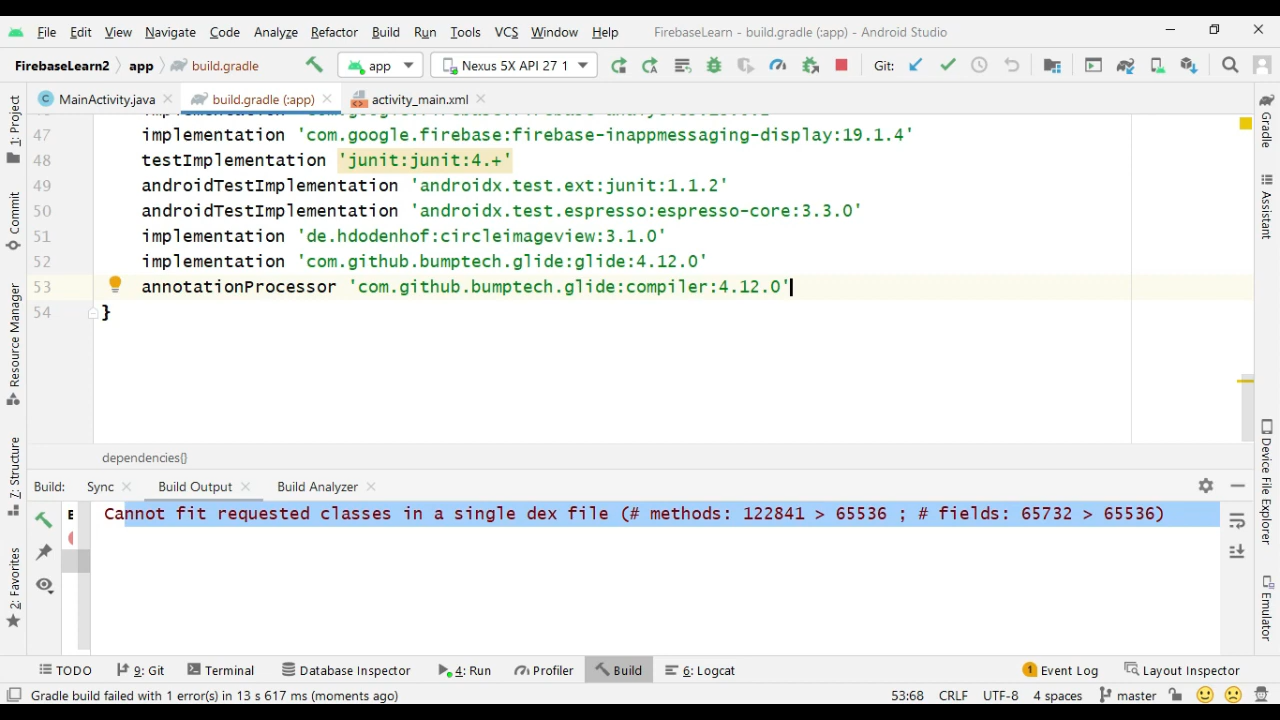 File Edit View Navigate Code Analyze Refactor Build Run Tools VCS Window Help FirebaseLearn - build.gradle (:app) - Android Studio
FirebaseLearn2 app build.gradle app Nexus 5X API 27 1 Git:
MainActivity.java build.gradle (:app) activity_main.xml
47 implementation 'com.google.firebase:firebase-inappmessaging-display:19.1.4'
48 testImplementation 'junit:junit:4.+'
49 androidTestImplementation 'androidx.test.ext:junit:1.1.2'
50 androidTestImplementation 'androidx.test.espresso:espresso-core:3.3.0'
51 implementation 'de.hdodenhof:circleimageview:3.1.0'
52 implementation 'com.github.bumptech.glide:glide:4.12.0'
53 annotationProcessor 'com.github.bumptech.glide:compiler:4.12.0'
54 }
dependencies{}
Build: Sync Build Output Build Analyzer
Cannot fit requested classes in a single dex file (# methods: 122841 > 65536 ; # fields: 65732 > 65536)
TODO 9: Git Terminal Database Inspector 4: Run Profiler Build 6: Logcat 1 Event Log Layout Inspector
Gradle build failed with 1 error(s) in 13 s 617 ms (moments ago) 53:68 CRLF UTF-8 4 spaces master
1: Project
Commit
Resource Manager
7: Structure
2: Favorites
Gradle
Assistant
Device File Explorer
Emulator